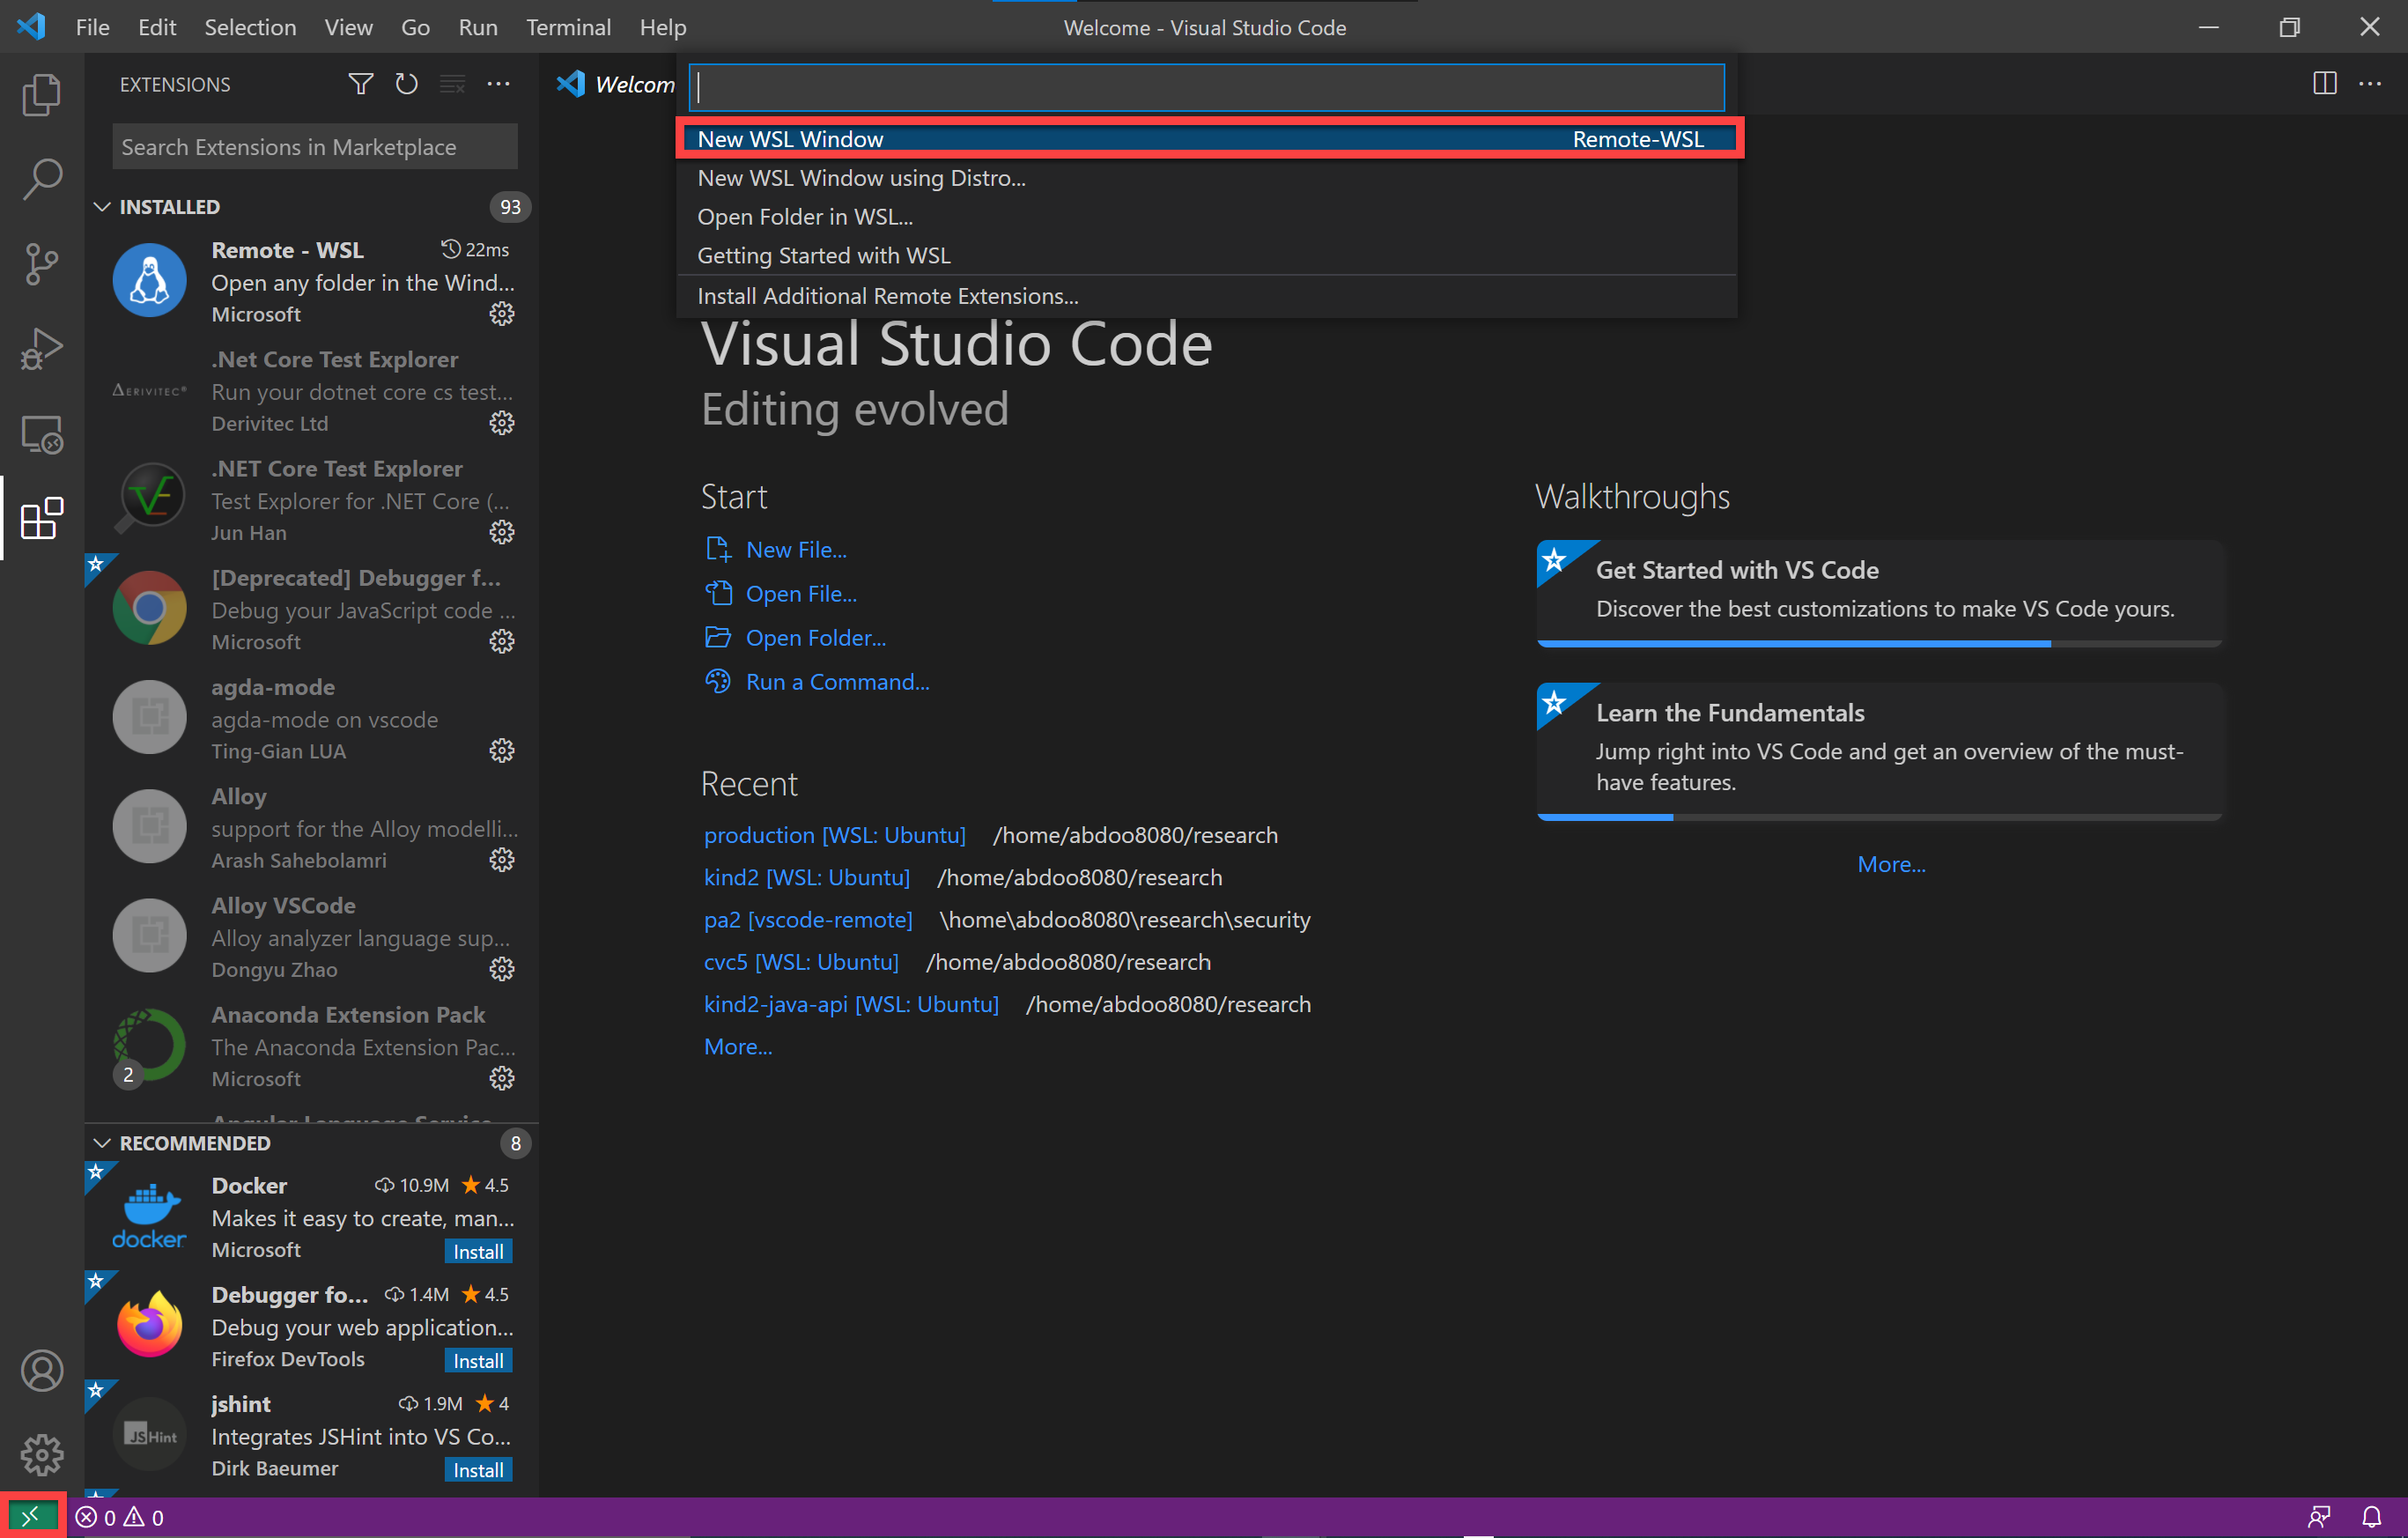 File Edit Selection View Go Run Terminal Help
Welcome - Visual Studio Code
EXTENSIONS
Search Extensions in Marketplace
INSTALLED 93
Remote - WSL 22ms
Open any folder in the Wind...
Microsoft
.Net Core Test Explorer
ΔERIVITEC®
Run your dotnet core cs test...
Derivitec Ltd
.NET Core Test Explorer
Test Explorer for .NET Core (...
Jun Han
[Deprecated] Debugger f...
Debug your JavaScript code ...
Microsoft
agda-mode
agda-mode on vscode
Ting-Gian LUA
Alloy
support for the Alloy modelli...
Arash Sahebolamri
Alloy VSCode
Alloy analyzer language sup...
Dongyu Zhao
Anaconda Extension Pack
The Anaconda Extension Pac...
2
Microsoft
Angular Language Service
RECOMMENDED 8
Docker 10.9M 4.5
Makes it easy to create, man...
docker
Microsoft Install
Debugger fo... 1.4M 4.5
Debug your web application...
Firefox DevTools Install
jshint 1.9M 4
JSHint
Integrates JSHint into VS Co...
Dirk Baeumer Install
Welcom
New WSL Window Remote-WSL
New WSL Window using Distro...
Open Folder in WSL...
Getting Started with WSL
Install Additional Remote Extensions...
Visual Studio Code
Editing evolved
Start
New File...
Open File...
Open Folder...
Run a Command...
Recent
production [WSL: Ubuntu] /home/abdoo8080/research
kind2 [WSL: Ubuntu] /home/abdoo8080/research
pa2 [vscode-remote] \home\abdoo8080\research\security
cvc5 [WSL: Ubuntu] /home/abdoo8080/research
kind2-java-api [WSL: Ubuntu] /home/abdoo8080/research
More...
Walkthroughs
Get Started with VS Code
Discover the best customizations to make VS Code yours.
Learn the Fundamentals
Jump right into VS Code and get an overview of the must-
have features.
More...
0 0